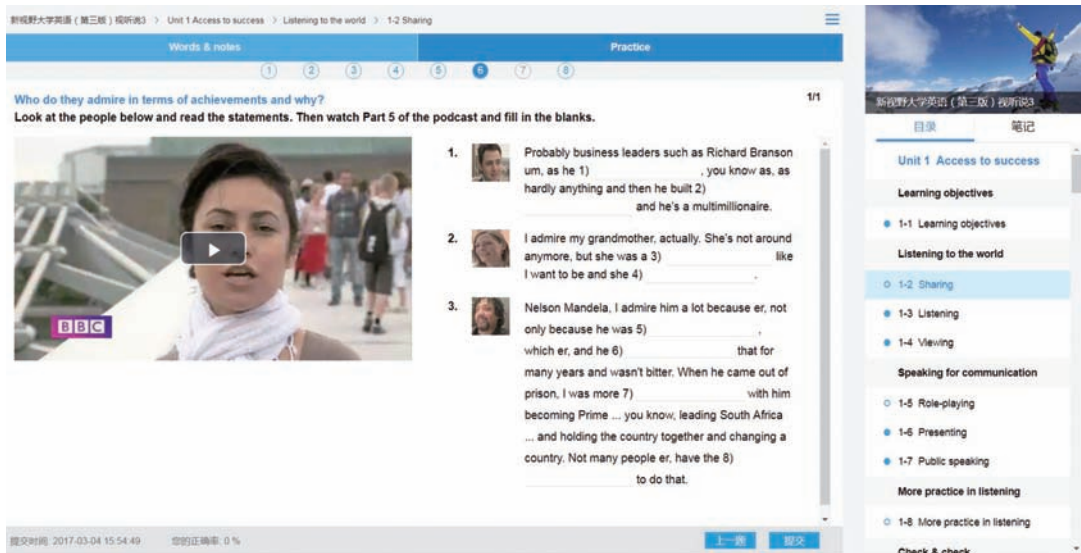 新视野大学英语（第三版）视听说3 > Unit 1 Access to success > Listening to the world > 1-2 Sharing
Words & notes
Practice
1 2 3 4 5 6 7 8
Who do they admire in terms of achievements and why?
1/1
Look at the people below and read the statements. Then watch Part 5 of the podcast and fill in the blanks.
BBC
1. Probably business leaders such as Richard Branson
um, as he 1) , you know as, as
hardly anything and then he built 2)
and he's a multimillionaire.
2. I admire my grandmother, actually. She's not around
anymore, but she was a 3) like
I want to be and she 4) .
3. Nelson Mandela, I admire him a lot because er, not
only because he was 5) ,
which er, and he 6) that for
many years and wasn't bitter. When he came out of
prison, I was more 7) with him
becoming Prime ... you know, leading South Africa
... and holding the country together and changing a
country. Not many people er, have the 8)
to do that.
提交时间: 2017-03-04 15:54:49 您的正确率: 0 %
上一题
提交
新视野大学英语（第三版）视听说3
目录
笔记
Unit 1 Access to success
Learning objectives
1-1 Learning objectives
Listening to the world
1-2 Sharing
1-3 Listening
1-4 Viewing
Speaking for communication
1-5 Role-playing
1-6 Presenting
1-7 Public speaking
More practice in listening
1-8 More practice in listening
Check & check